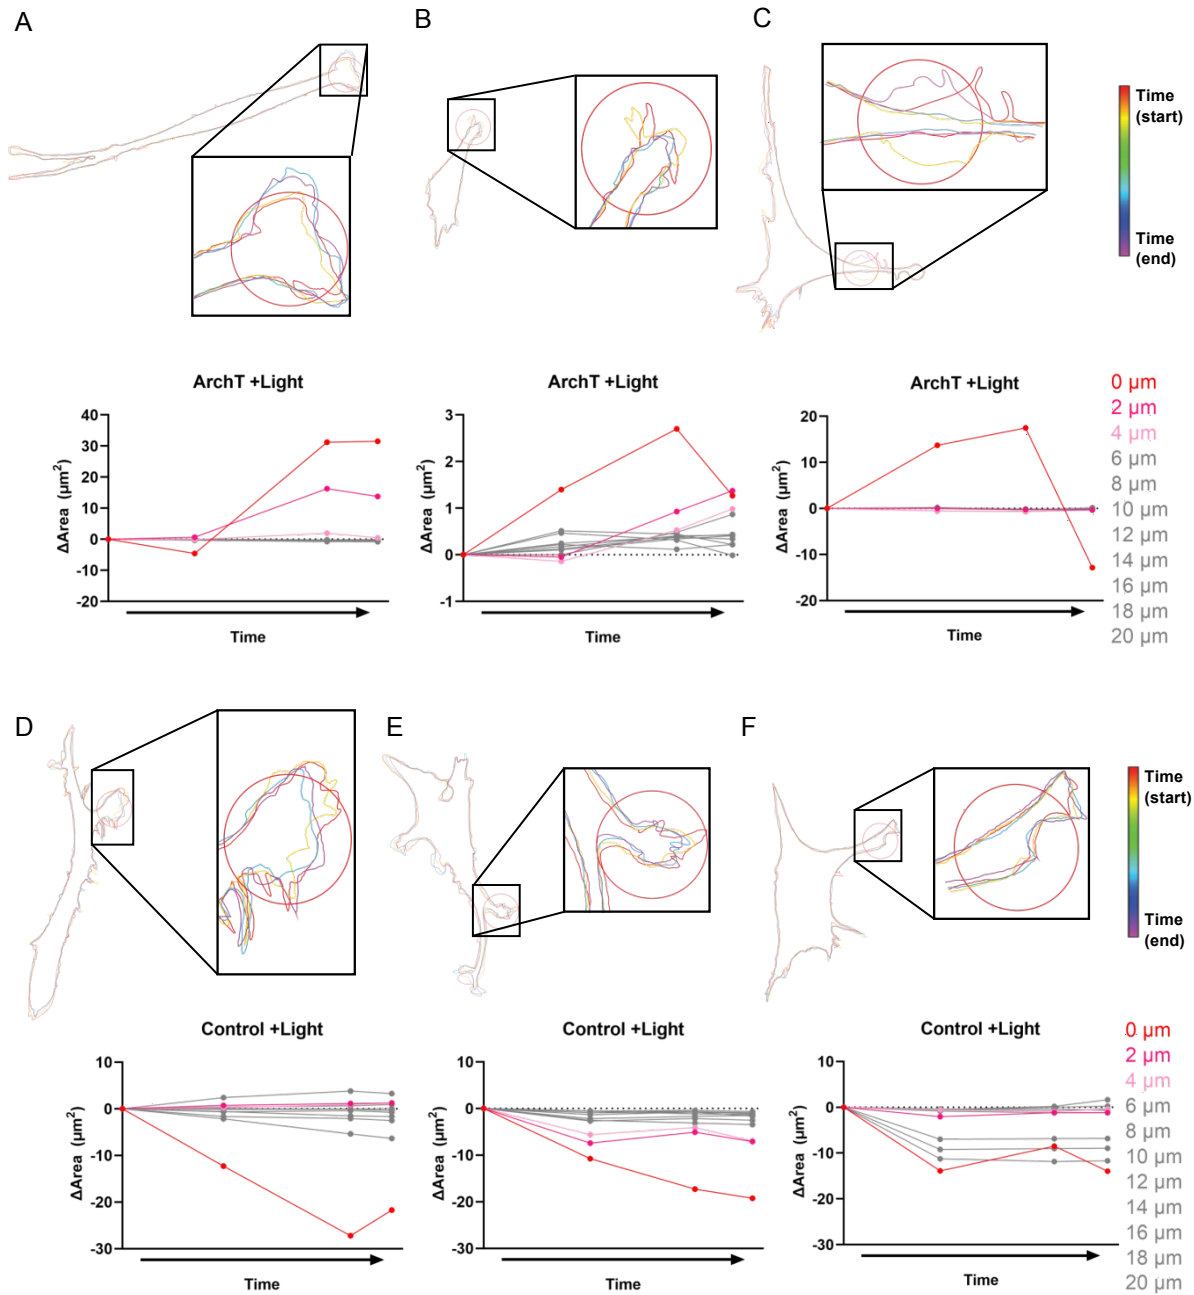 A
B
C
Time
(start)
Time
(end)
ArchT +Light
ArchT +Light
ArchT +Light
40
30
20
10
0
-10
-20
ΔArea (μm²)
Time
3
2
1
0
-1
ΔArea (μm²)
Time
20
10
0
-10
-20
ΔArea (μm²)
Time
0 μm
2 μm
4 μm
6 μm
8 μm
10 μm
12 μm
14 μm
16 μm
18 μm
20 μm
D
E
F
Time
(start)
Time
(end)
Control +Light
Control +Light
Control +Light
10
0
-10
-20
-30
ΔArea (μm²)
Time
10
0
-10
-20
-30
ΔArea (μm²)
Time
10
0
-10
-20
-30
ΔArea (μm²)
Time
0 μm
2 μm
4 μm
6 μm
8 μm
10 μm
12 μm
14 μm
16 μm
18 μm
20 μm